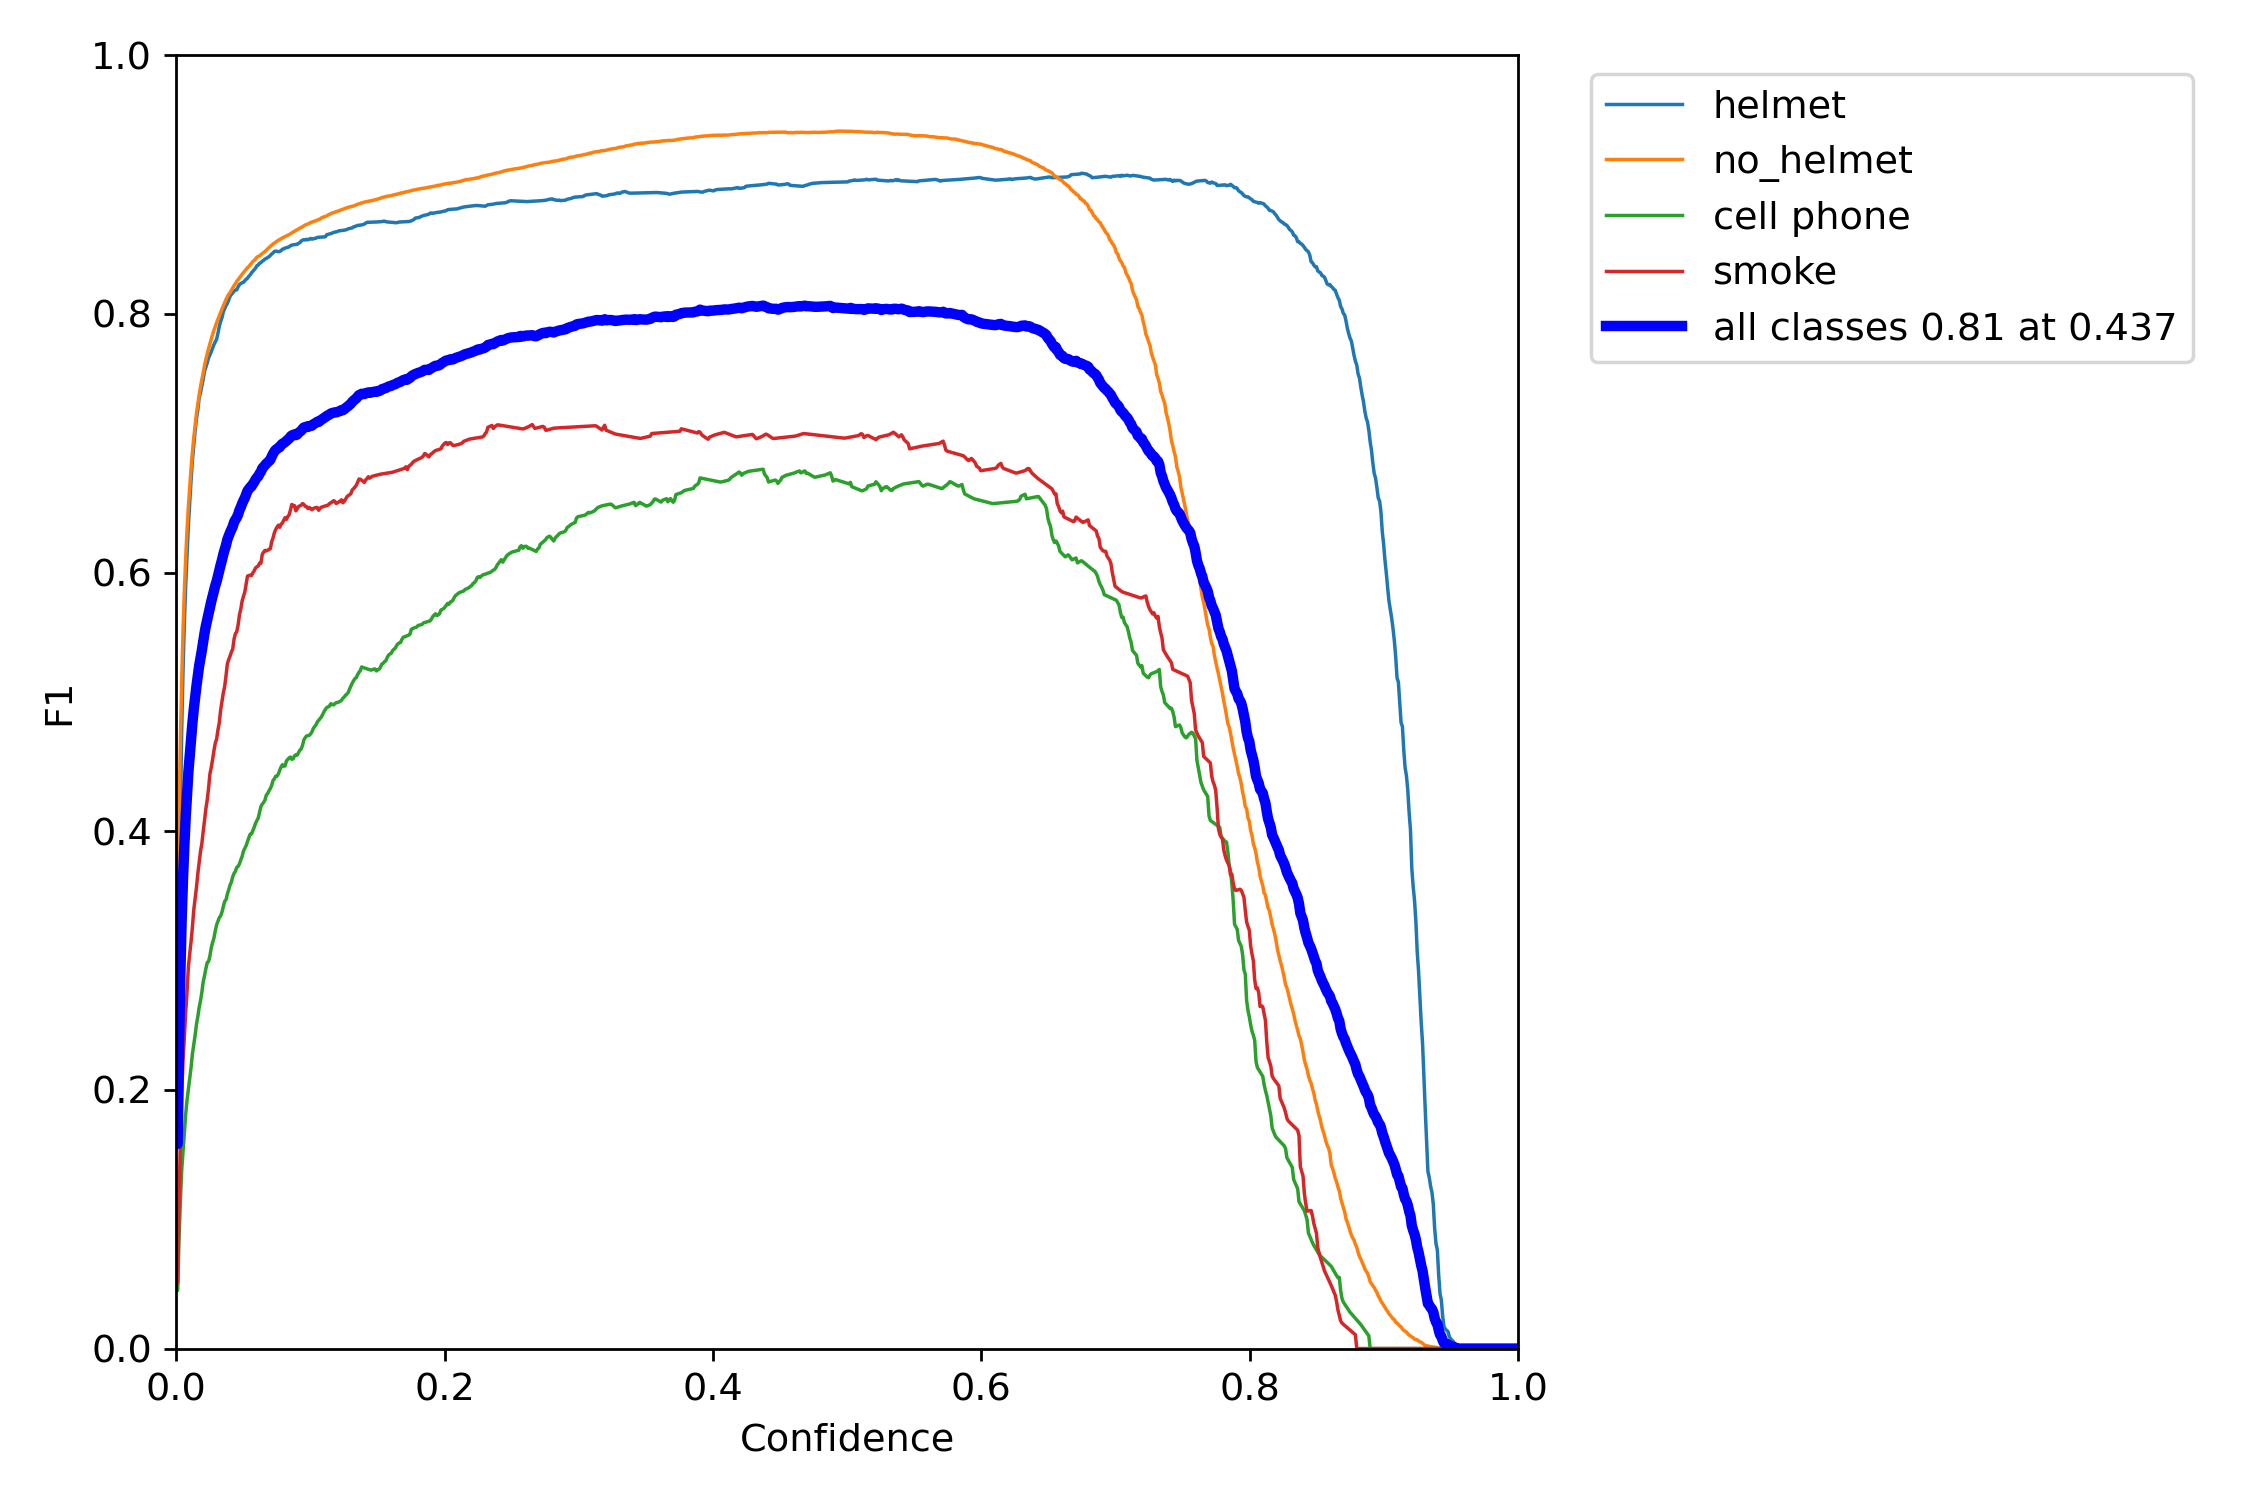 1.0
0.8
0.6
0.4
0.2
0.0
F1
0.0 0.2 0.4 0.6 0.8 1.0
Confidence
helmet
no_helmet
cell phone
smoke
all classes 0.81 at 0.437